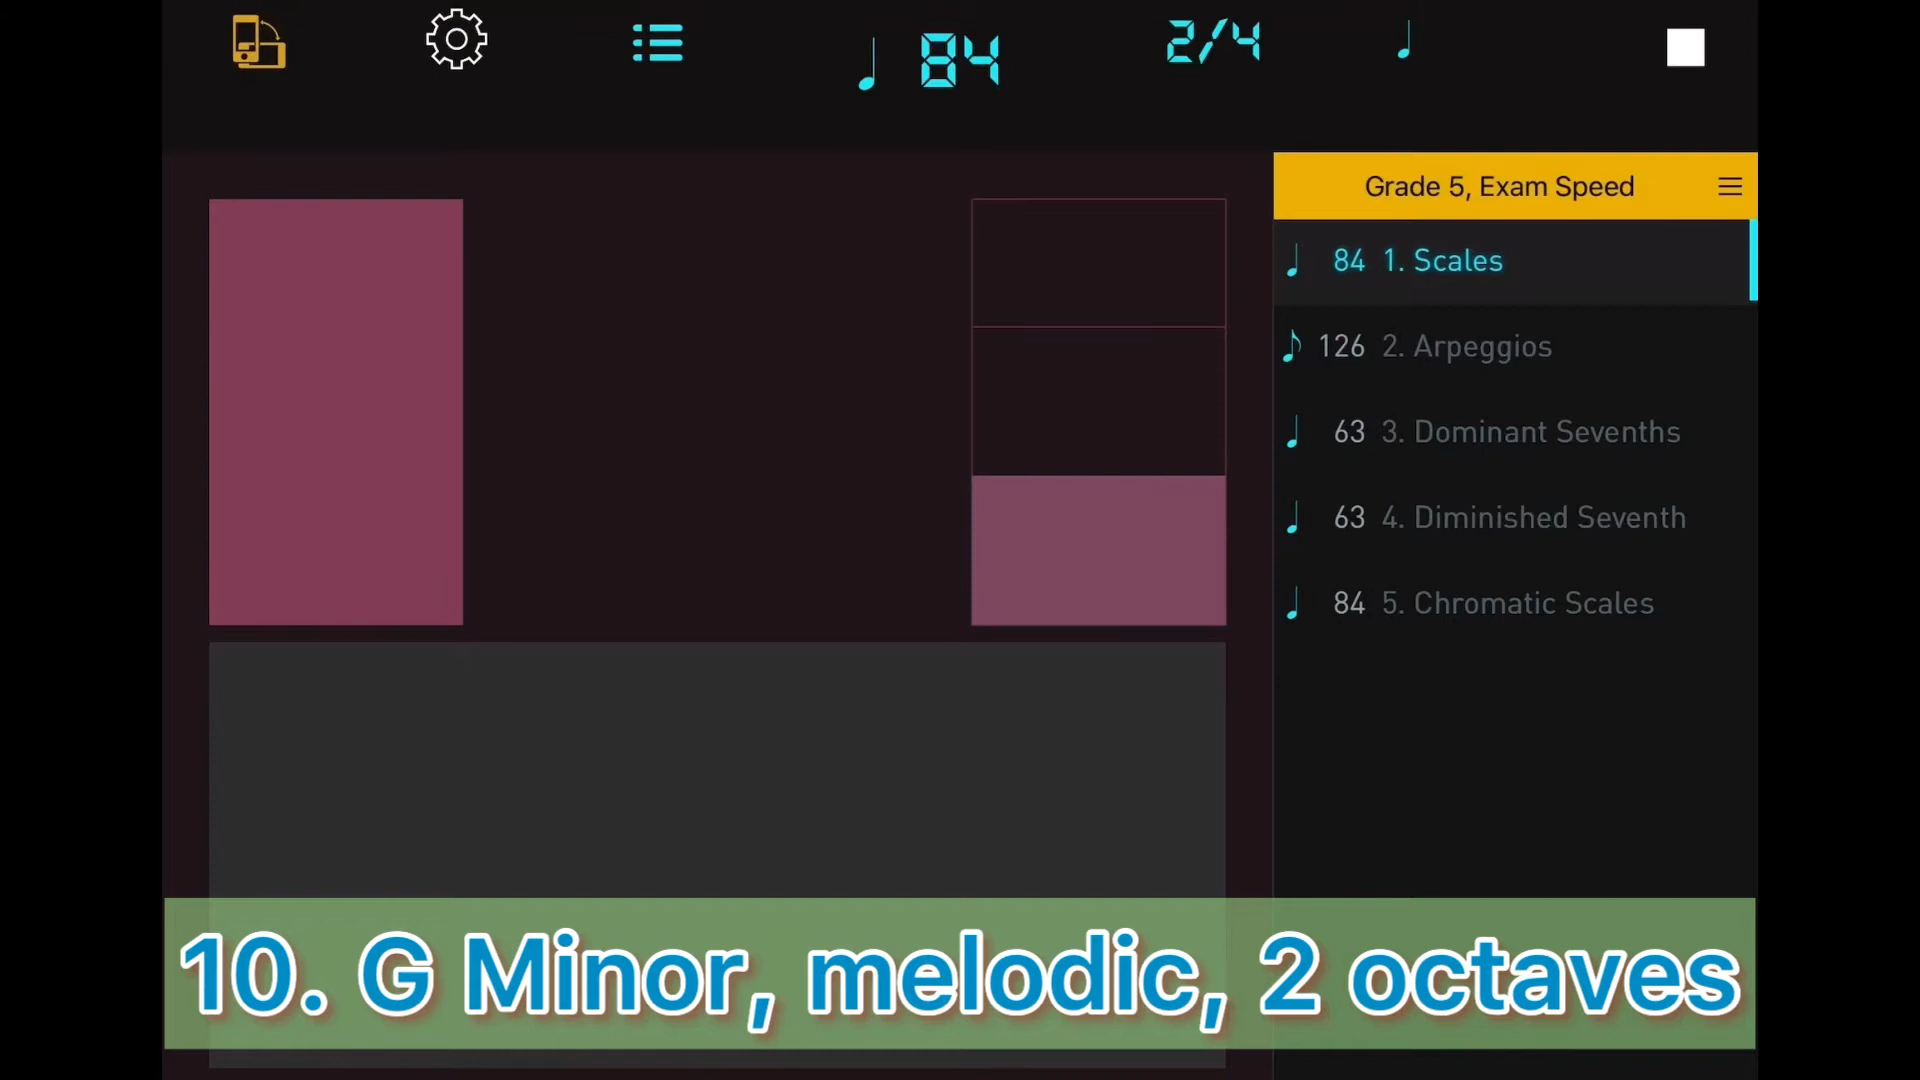 84
2/4
Grade 5, Exam Speed
84 1. Scales
126 2. Arpeggios
63 3. Dominant Sevenths
63 4. Diminished Seventh
84 5. Chromatic Scales
10. G Minor, melodic, 2 octaves